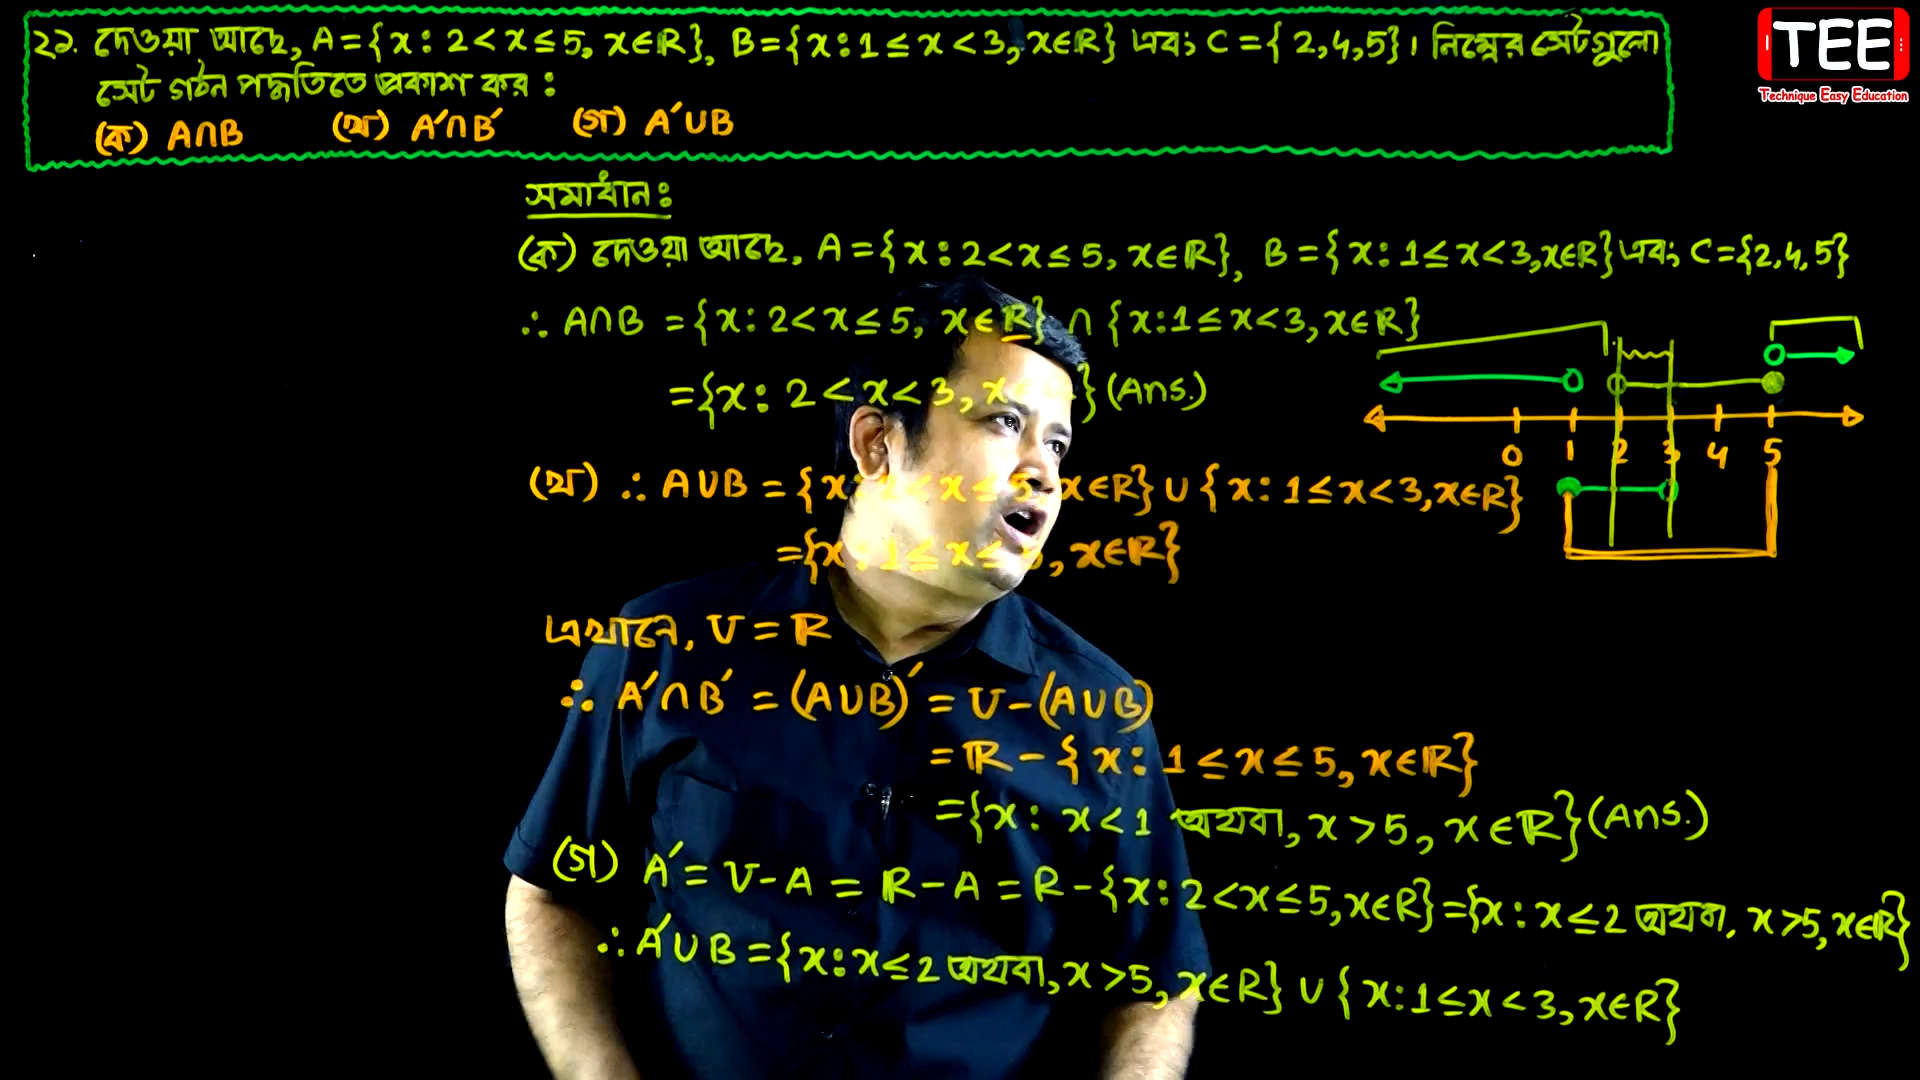 ২১. দেওয়া আছে, A = {x : 2 < x ≤ 5, x ∈ R}, B = {x : 1 ≤ x < 3, x ∈ R} এবং C = {2, 4, 5}। নিম্নের সেটগুলো
সেট গঠন পদ্ধতিতে প্রকাশ কর :
(ক) A∩B (খ) A′∩B′ (গ) A′∪B
TEE
Technique Easy Education
সমাধান :
(ক) দেওয়া আছে, A = {x : 2 < x ≤ 5, x ∈ R}, B = {x : 1 ≤ x < 3, x ∈ R} এবং C = {2, 4, 5}
∴ A∩B = {x : 2 < x ≤ 5, x ∈ R} ∩ {x : 1 ≤ x < 3, x ∈ R}
= {x : 2 < x < 3, x } (Ans.)
0 1 2 3 4 5
(খ) ∴ A∪B = {x : < x ≤ 5, x ∈ R} ∪ {x : 1 ≤ x < 3, x ∈ R}
= {x : 1 ≤ x ≤ , x ∈ R}
এখানে, U = R
∴ A′∩B′ = (A∪B)′ = U - (A∪B)
= R - {x : 1 ≤ x ≤ 5, x ∈ R}
= {x : x < 1 অথবা, x > 5, x ∈ R} (Ans.)
(গ) A′ = U - A = R - A = R - {x : 2 < x ≤ 5, x ∈ R} = {x : x ≤ 2 অথবা, x > 5, x ∈ R}
∴ A′∪B = {x : x ≤ 2 অথবা, x > 5, x ∈ R} ∪ {x : 1 ≤ x < 3, x ∈ R}